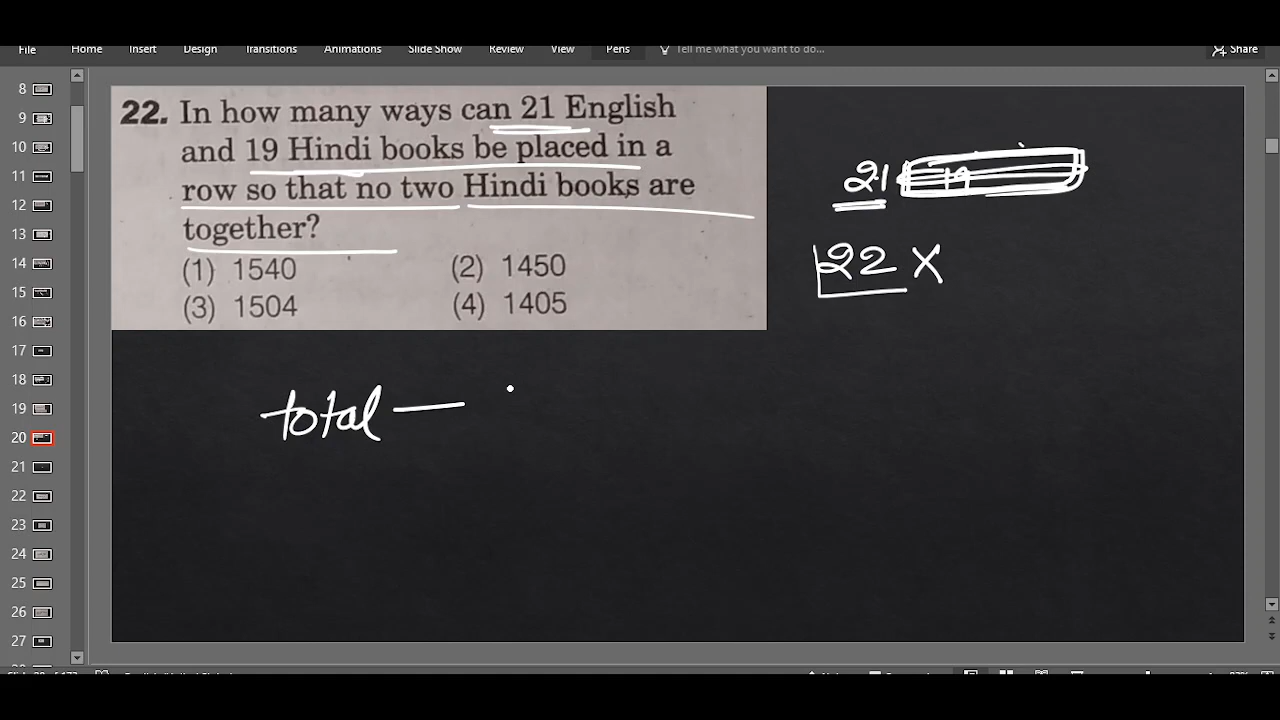 File Home Insert Design Transitions Animations Slide Show Review View Pens Tell me what you want to do... Share
8
9
10
11
12
13
14
15
16
17
18
19
20
21
22
23
24
25
26
27
22. In how many ways can 21 English
and 19 Hindi books be placed in a
row so that no two Hindi books are
together?
(1) 1540 (2) 1450
(3) 1504 (4) 1405
21 19
22 X
total —